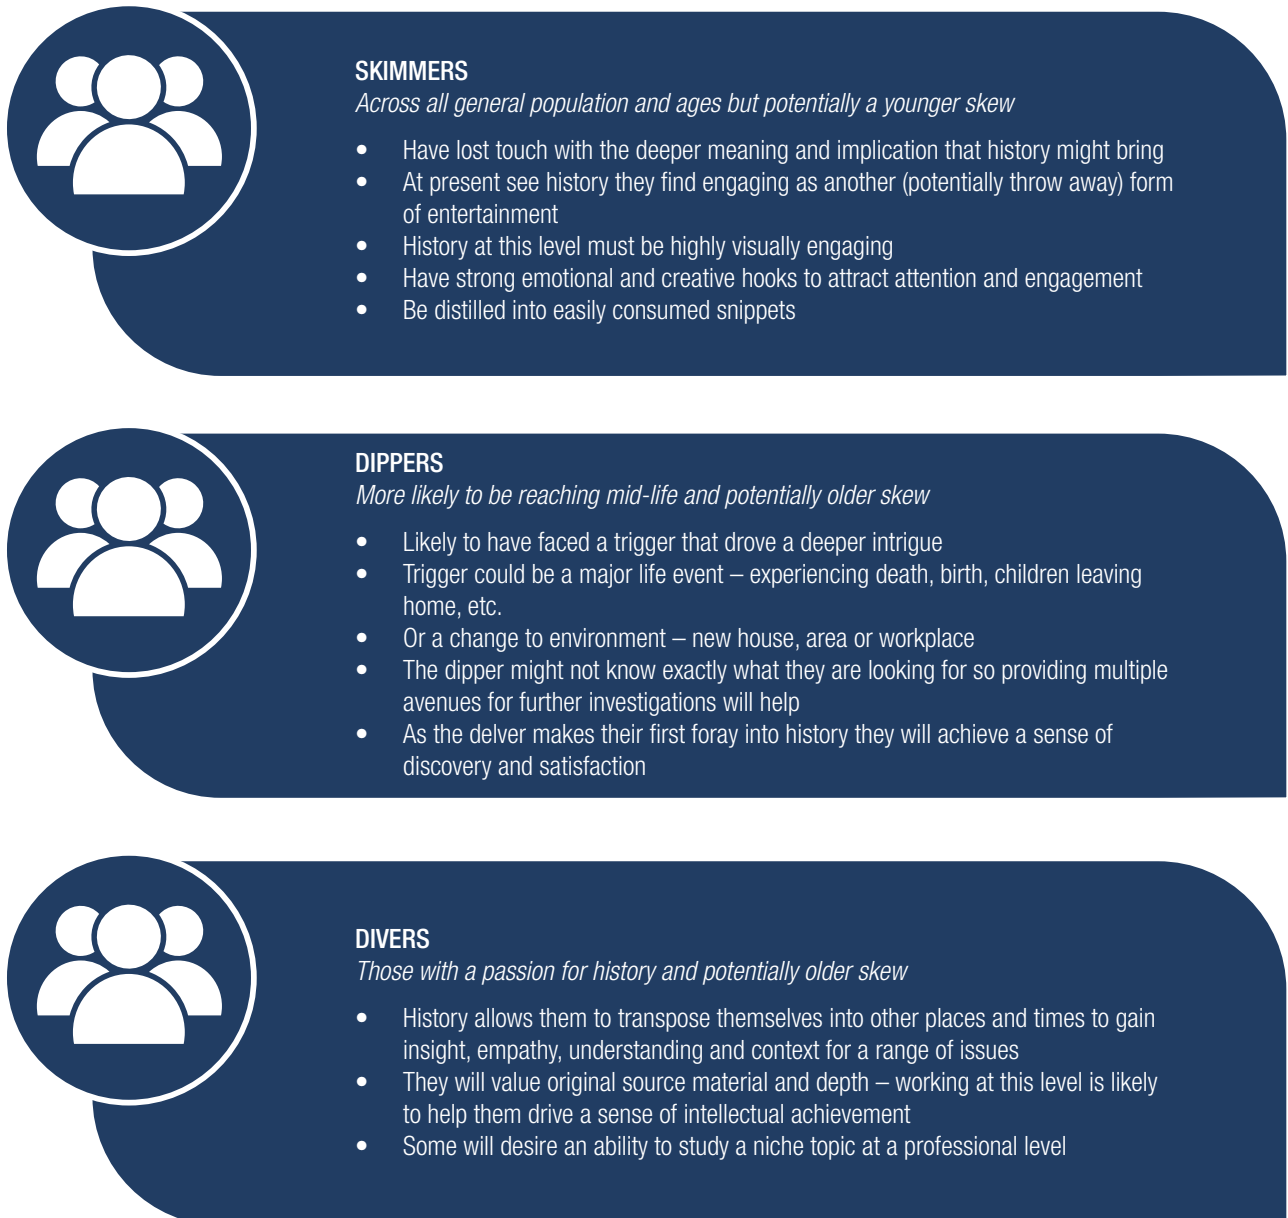 SKIMMERS
Across all general population and ages but potentially a younger skew
• Have lost touch with the deeper meaning and implication that history might bring
• At present see history they find engaging as another (potentially throw away) form
of entertainment
• History at this level must be highly visually engaging
• Have strong emotional and creative hooks to attract attention and engagement
• Be distilled into easily consumed snippets
DIPPERS
More likely to be reaching mid-life and potentially older skew
• Likely to have faced a trigger that drove a deeper intrigue
• Trigger could be a major life event – experiencing death, birth, children leaving
home, etc.
• Or a change to environment – new house, area or workplace
• The dipper might not know exactly what they are looking for so providing multiple
avenues for further investigations will help
• As the delver makes their first foray into history they will achieve a sense of
discovery and satisfaction
DIVERS
Those with a passion for history and potentially older skew
• History allows them to transpose themselves into other places and times to gain
insight, empathy, understanding and context for a range of issues
• They will value original source material and depth – working at this level is likely
to help them drive a sense of intellectual achievement
• Some will desire an ability to study a niche topic at a professional level